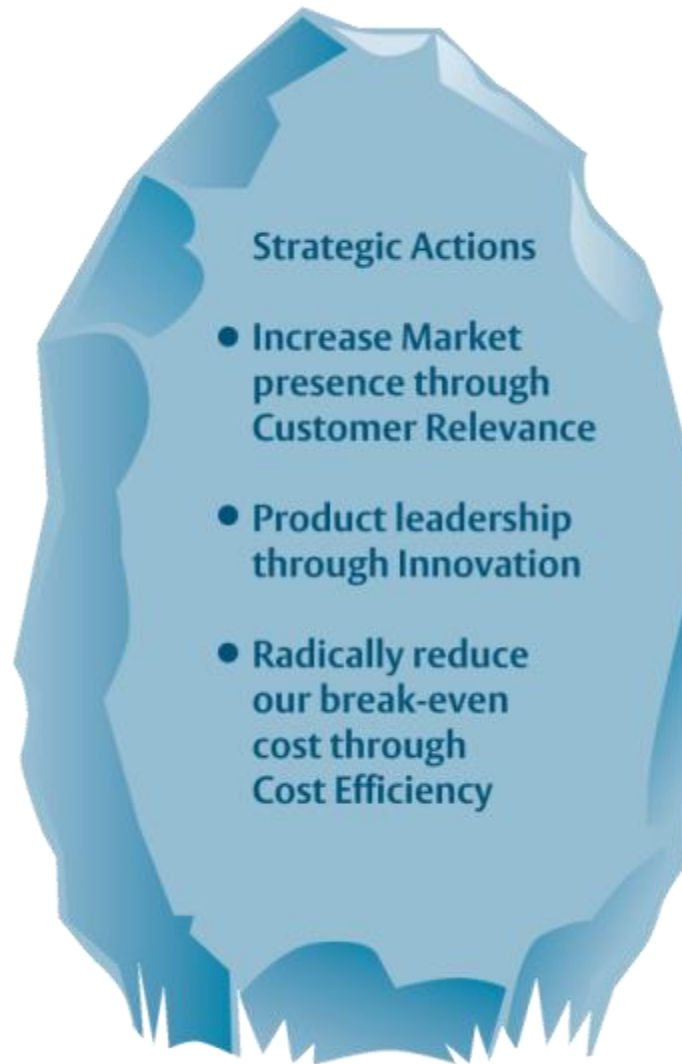 Strategic Actions
● Increase Market
presence through
Customer Relevance
● Product leadership
through Innovation
● Radically reduce
our break-even
cost through
Cost Efficiency